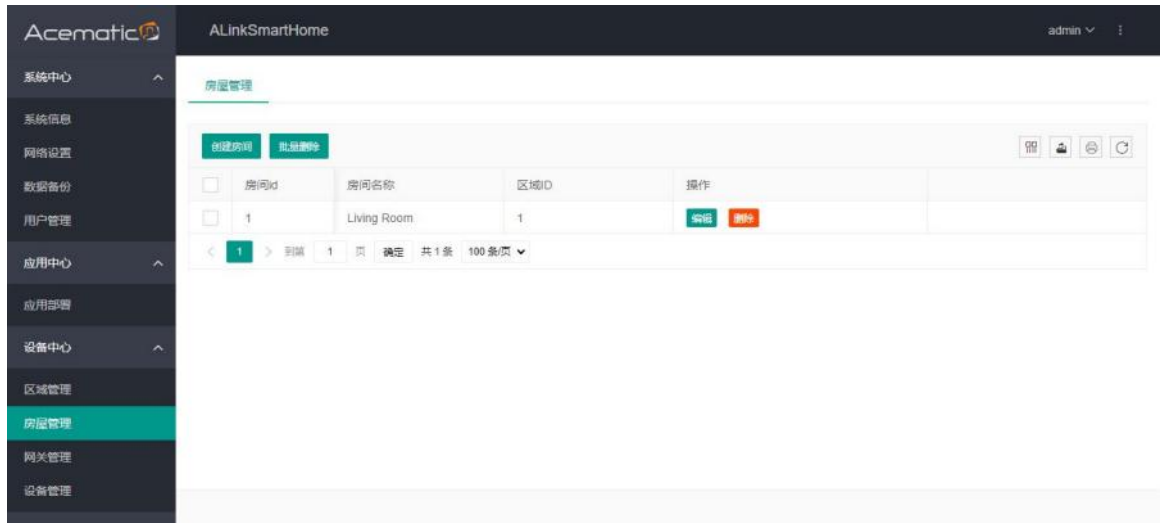 Acematic
ALinkSmartHome
admin
系统中心
系统信息
网络设置
数据备份
用户管理
应用中心
应用部署
设备中心
区域管理
房屋管理
网关管理
设备管理
房屋管理
创建房间 批量删除
房间id 房间名称 区域ID 操作
1 Living Room 1 编辑 删除
1 到第 1 页 确定 共 1 条 100 条/页